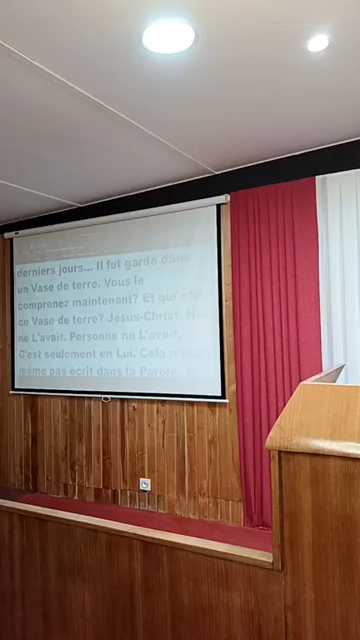 derniers jours... Il fut gardé dans
un Vase de terre. Vous le
comprenez maintenant? Et qui
ce Vase de terre? Jésus-Christ.
ne L'avait. Personne ne L'avait.
C'est seulement en Lui. Cela
même pas écrit dans la Parole.